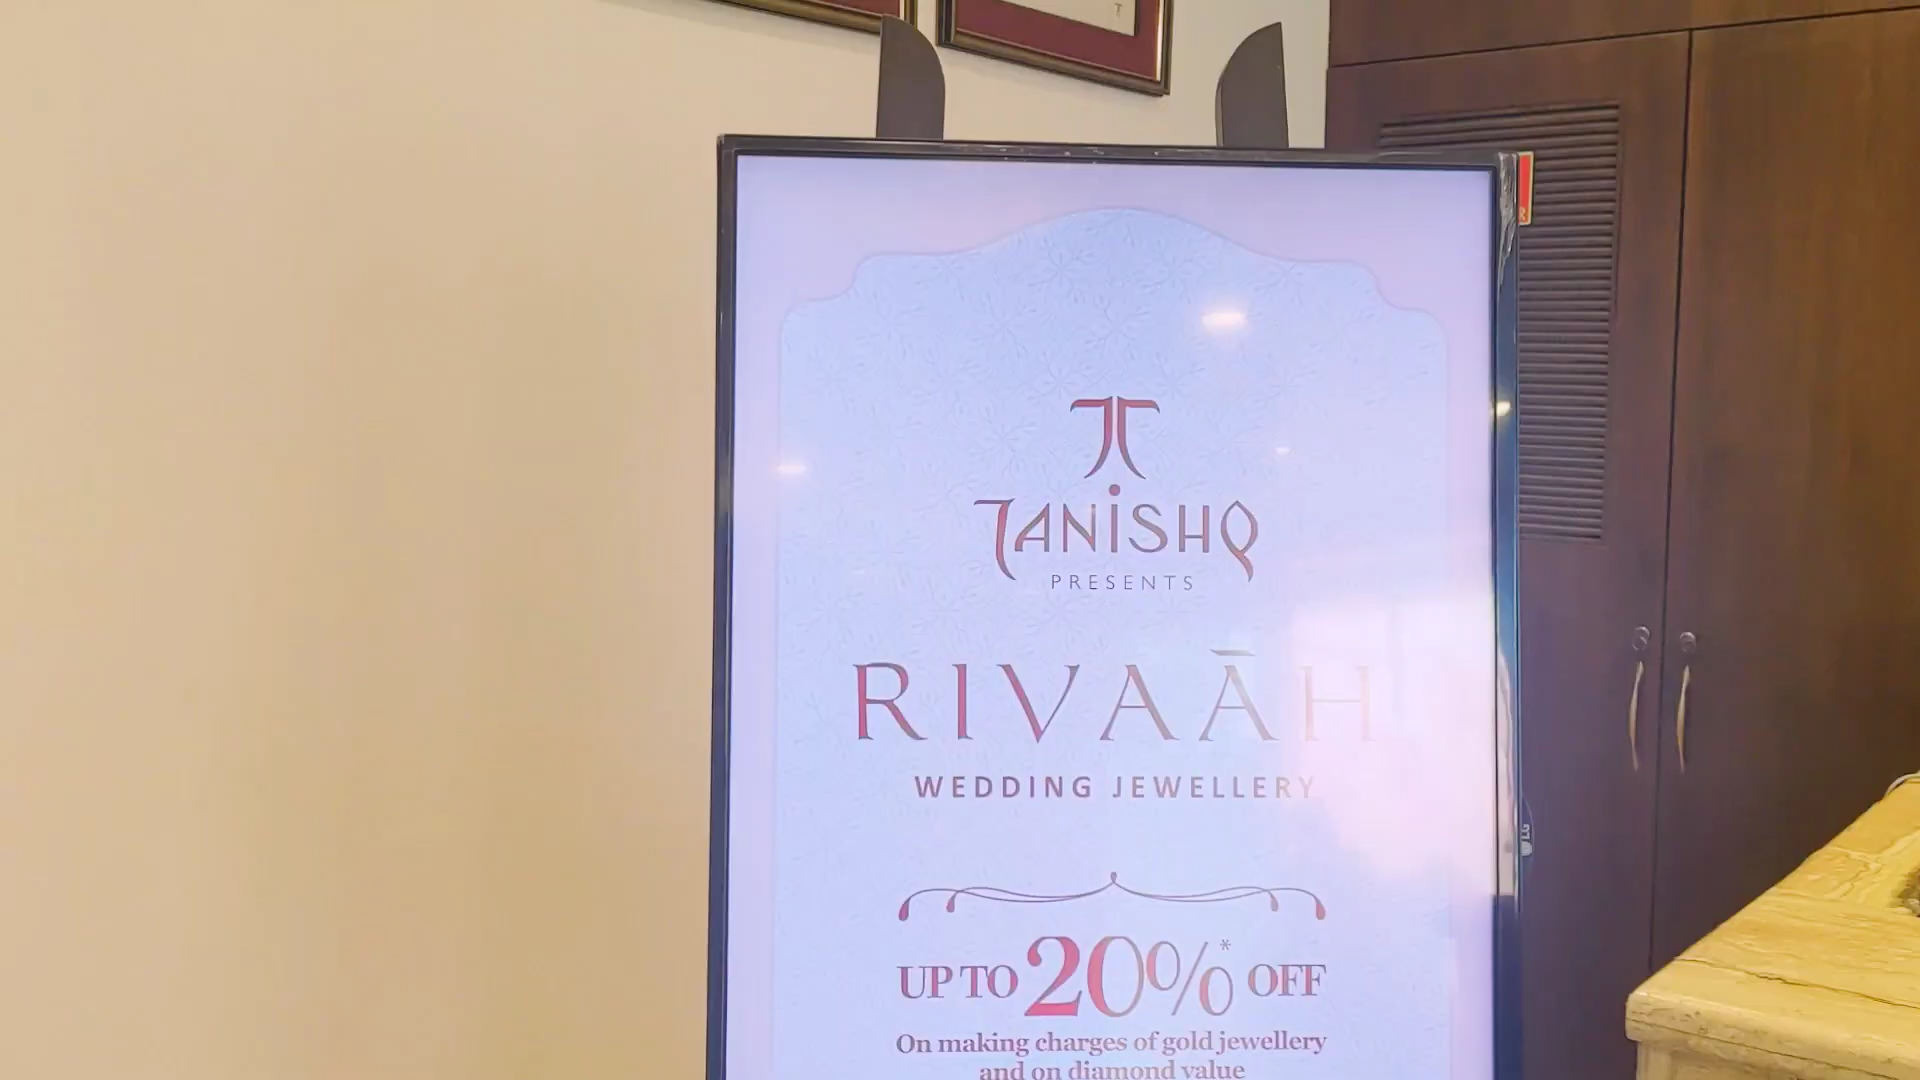 TANISHQ
PRESENTS
RIVAĀH
WEDDING JEWELLERY
UP TO 20%* OFF
On making charges of gold jewellery
and on diamond value